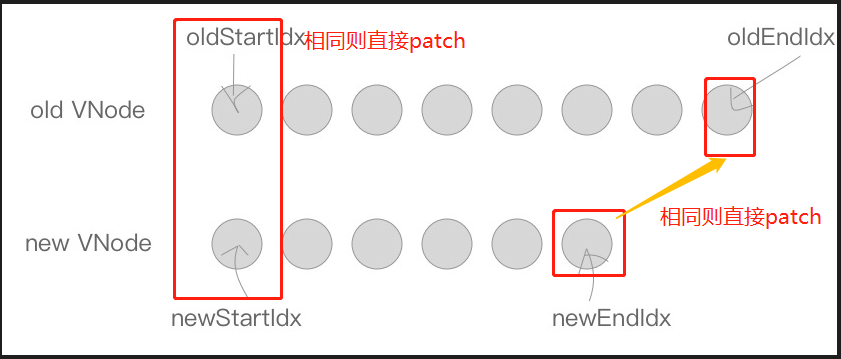 oldStartIdx
相同则直接patch
oldEndIdx
old VNode
相同则直接patch
new VNode
newStartIdx
newEndIdx